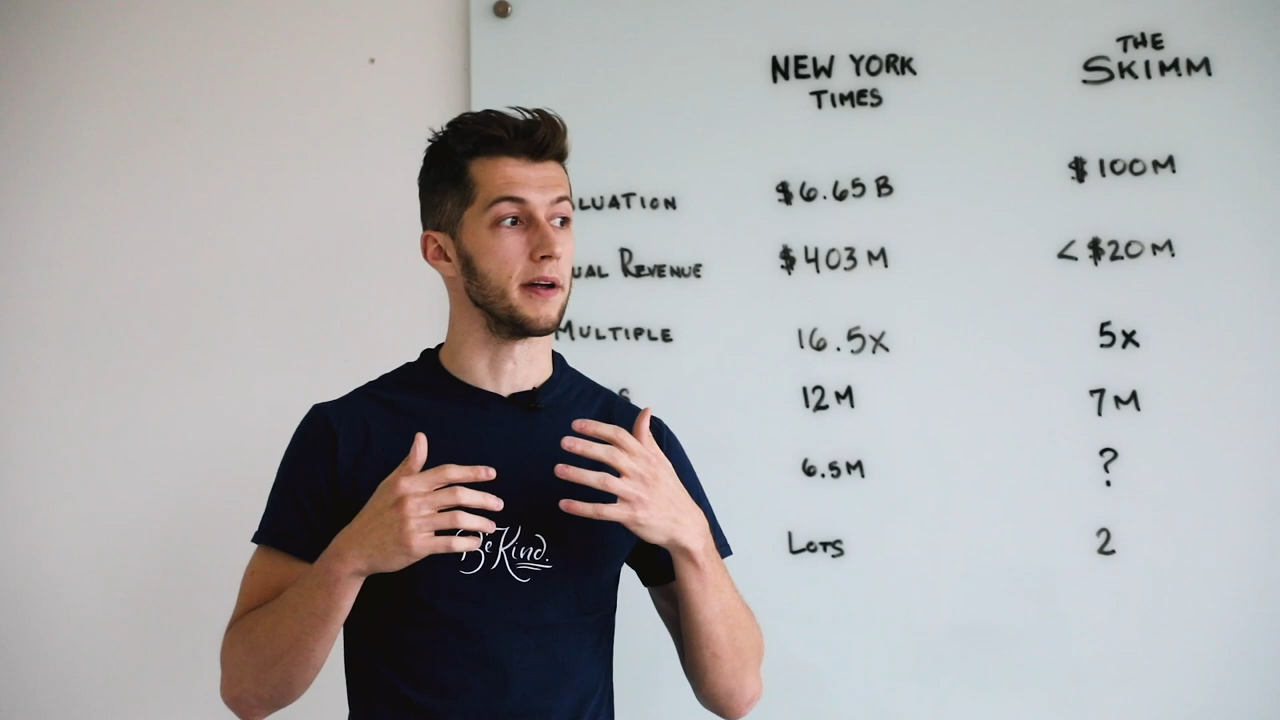 NEW YORK
TIMES
THE
SKIMM
LUATION $6.65B $100M
UAL REVENUE $403M < $20M
MULTIPLE 16.5X 5X
S 12M 7M
6.5M ?
LOTS 2
Be Kind.